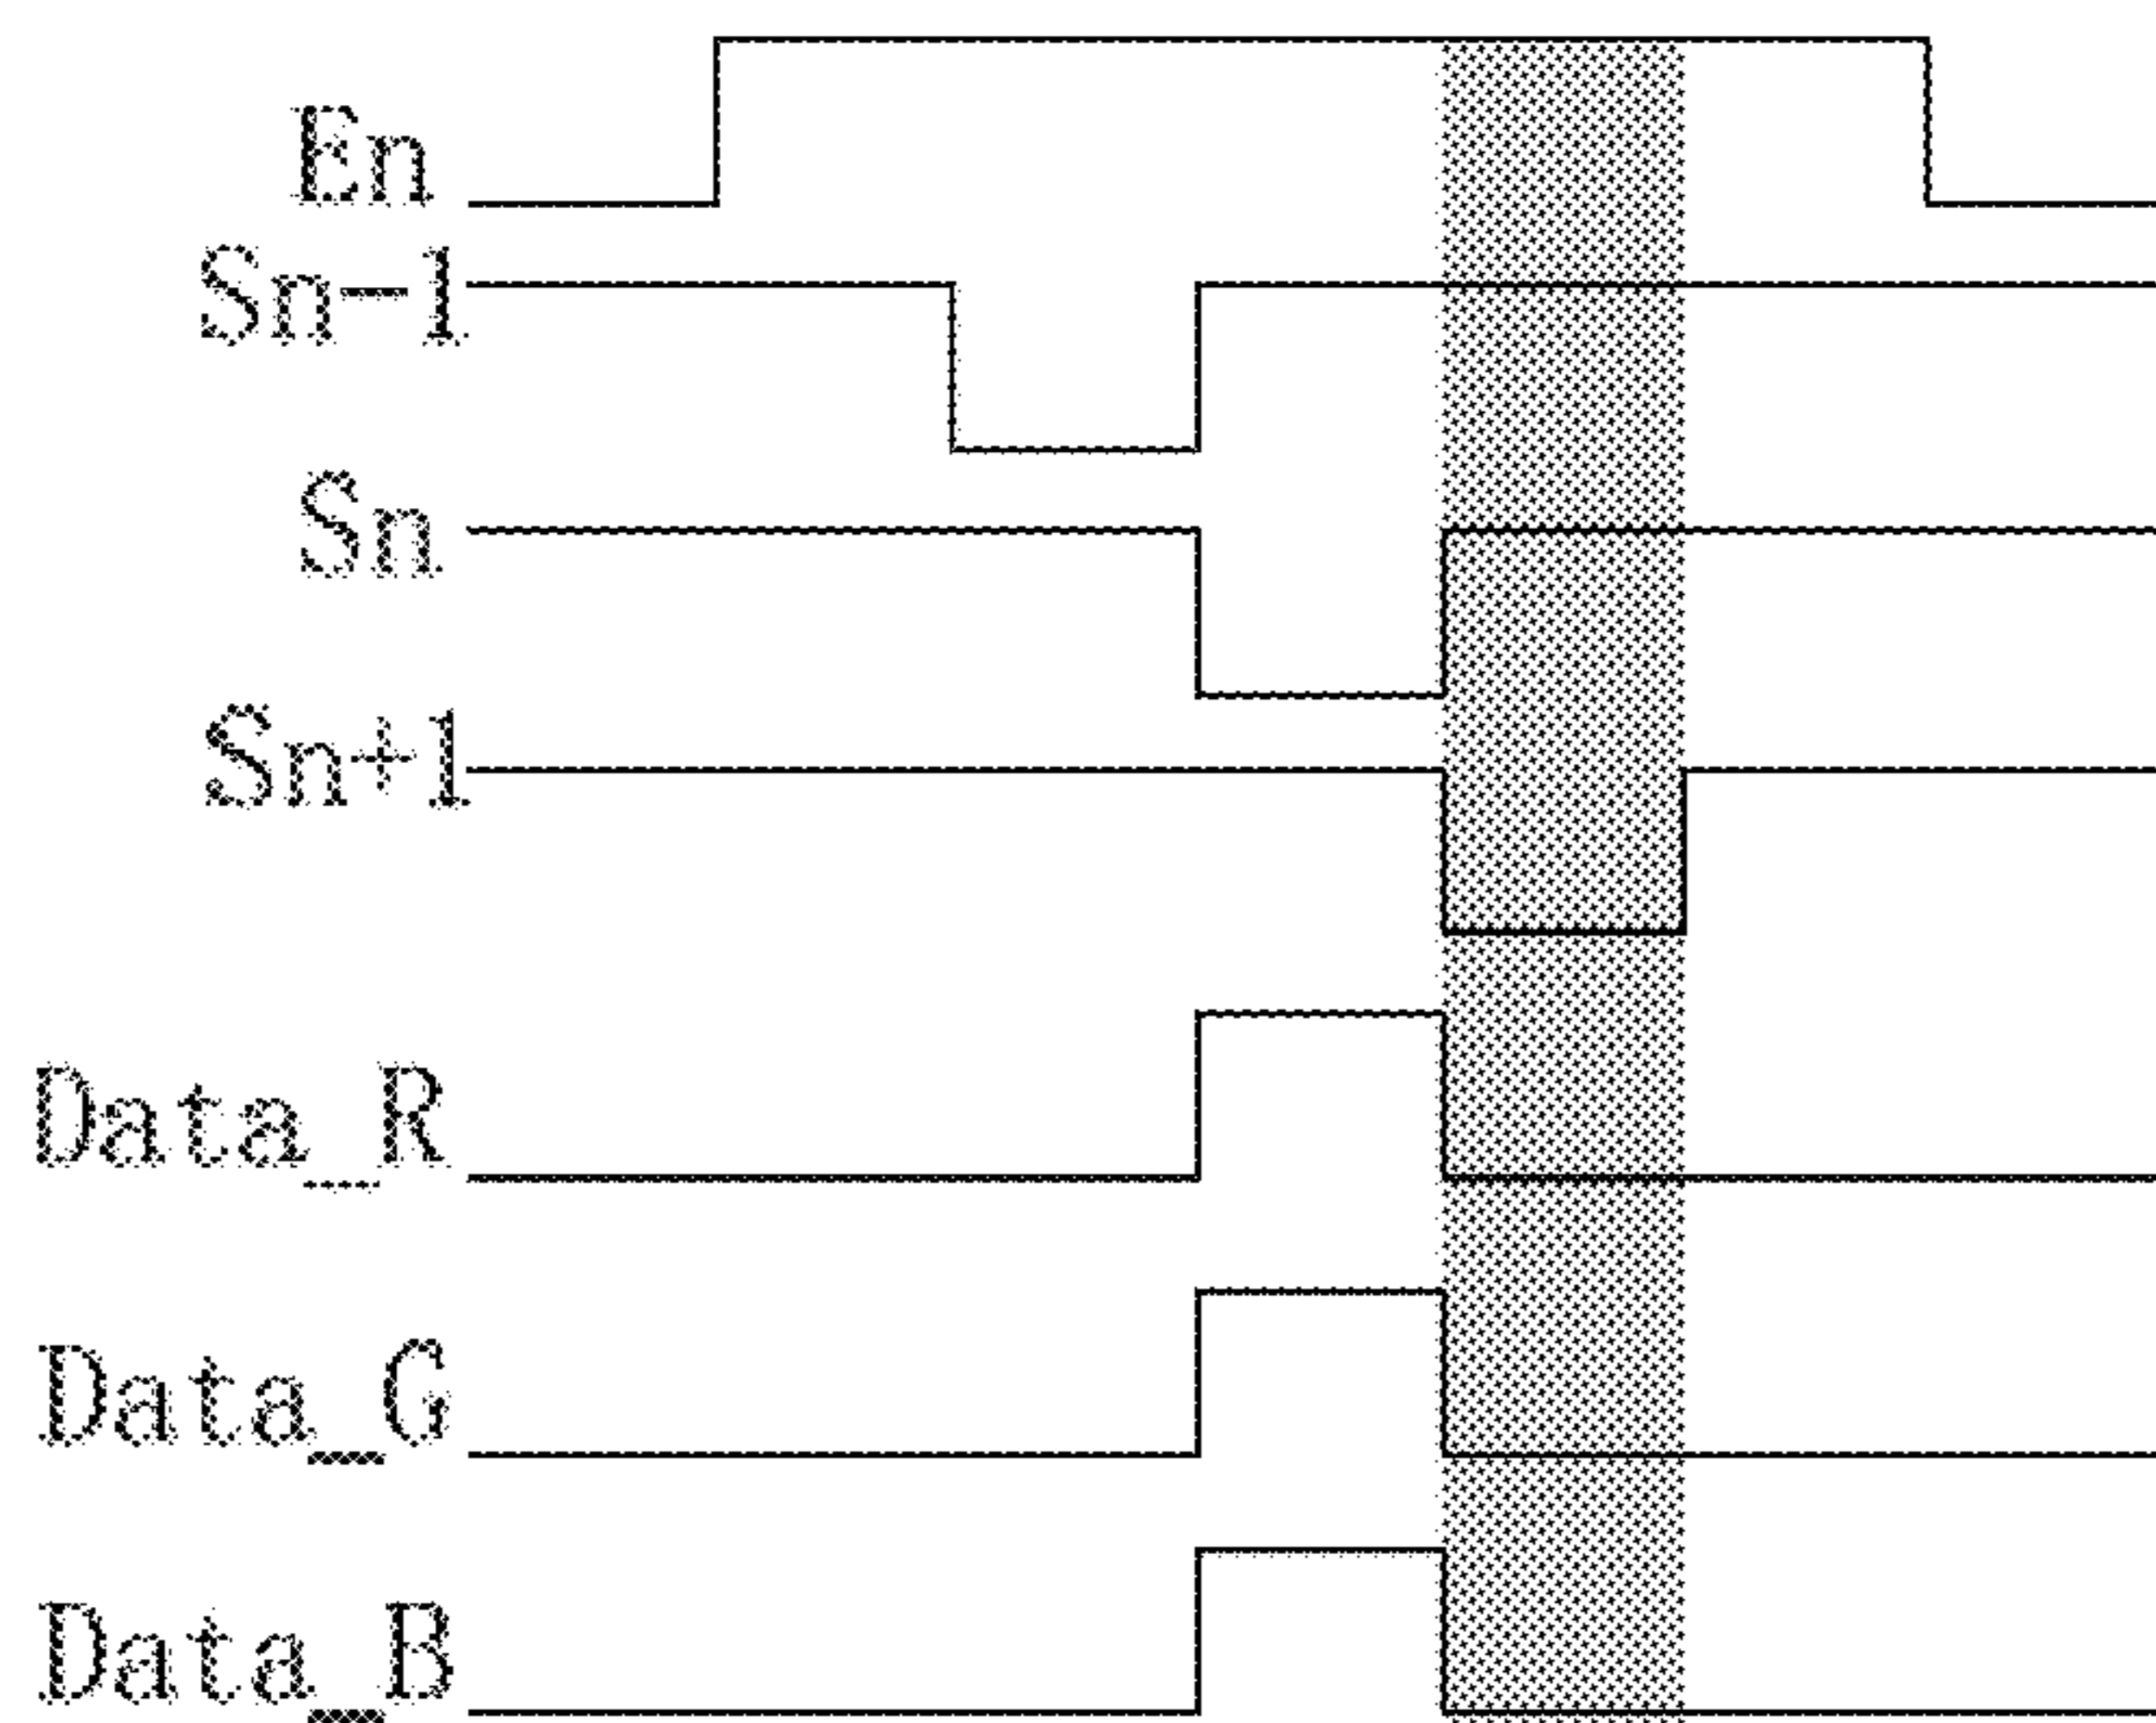 En
Sn-1
Sn
Sn+1
Data_R
Data_G
Data_B